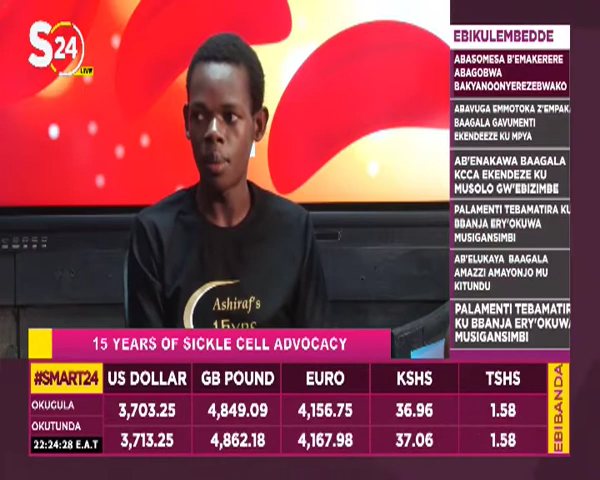 S24
LIVE
EBIKULEMBEDDE
ABASOMESA B'EMAKERERE
ABAGOBWA
BAKYANOONYEREZEBWAKO
ABAVUGA EMMOTOKA Z'EMPAKA
BAAGALA GAVUMENTI
EKENDEEZE KU MPYA
AB'ENAKAWA BAAGALA
KCCA EKENDEZE KU
MUSOLO GW'EBIZIMBE
PALAMENTI TEBAMATIRA KU
BBANJA ERY'OKUWA
MUSIGANSIMBI
AB'ELUKAYA BAAGALA
AMAZZI AMAYONJO MU
KITUNDU
PALAMENTI TEBAMATIR
KU BBANJA ERY'OKUWA
MUSIGANSIMBI
Ashiraf's
15yrs
15 YEARS OF SICKLE CELL ADVOCACY
#SMART24 US DOLLAR GB POUND EURO KSHS TSHS
OKUGULA 3,703.25 4,849.09 4,156.75 36.96 1.58
OKUTUNDA 3,713.25 4,862.18 4,167.98 37.06 1.58
22:24:28 E.A.T
EBIBANDA